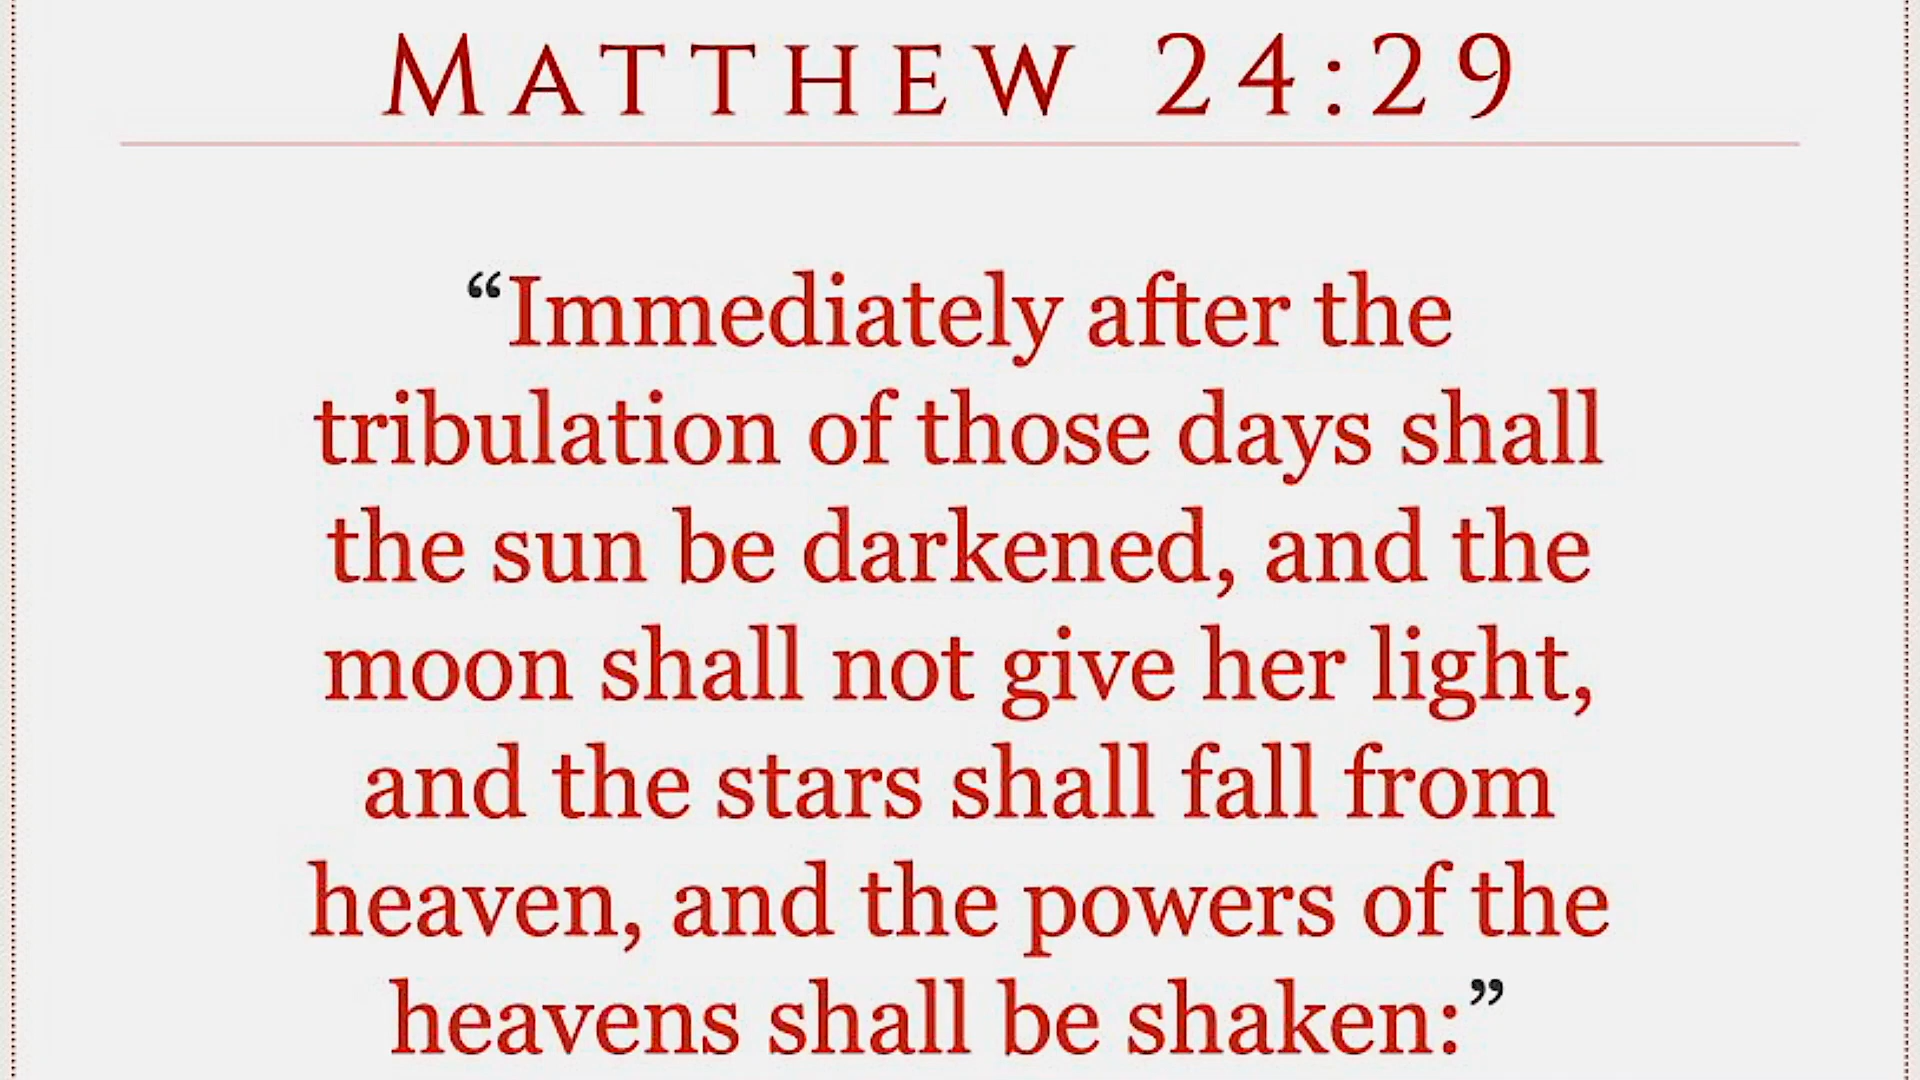 MATTHEW 24:29
“Immediately after the
tribulation of those days shall
the sun be darkened, and the
moon shall not give her light,
and the stars shall fall from
heaven, and the powers of the
heavens shall be shaken:”